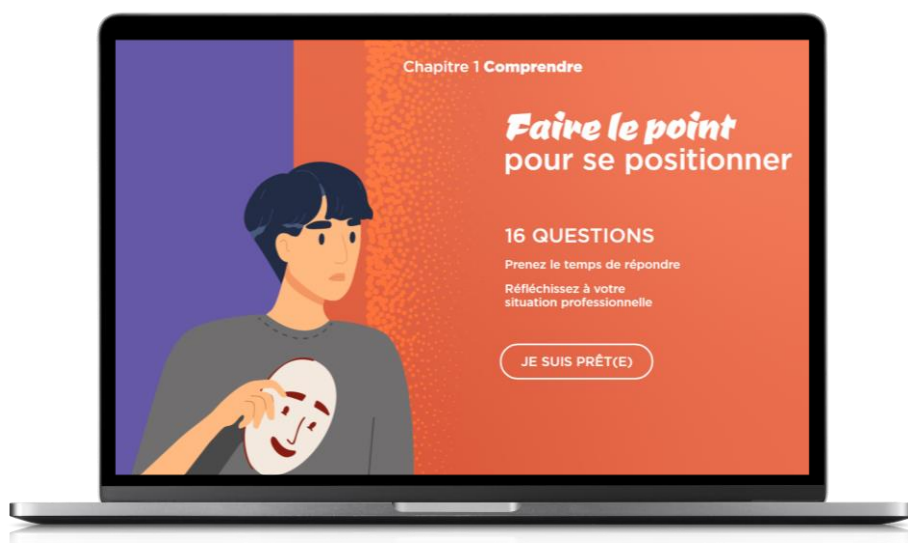 Chapitre 1 Comprendre
Faire le point
pour se positionner
16 QUESTIONS
Prenez le temps de répondre
Réfléchissez à votre
situation professionnelle
JE SUIS PRÊT(E)